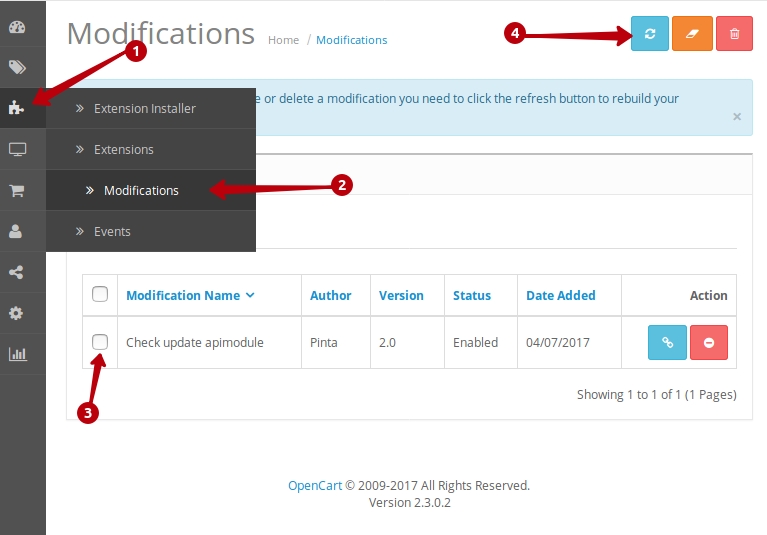 Modifications Home / Modifications
1
4
e or delete a modification you need to click the refresh button to rebuild your
×
Extension Installer
Extensions
Modifications
2
Events
Modification Name Author Version Status Date Added Action
Check update apimodule Pinta 2.0 Enabled 04/07/2017
3
Showing 1 to 1 of 1 (1 Pages)
OpenCart © 2009-2017 All Rights Reserved.
Version 2.3.0.2